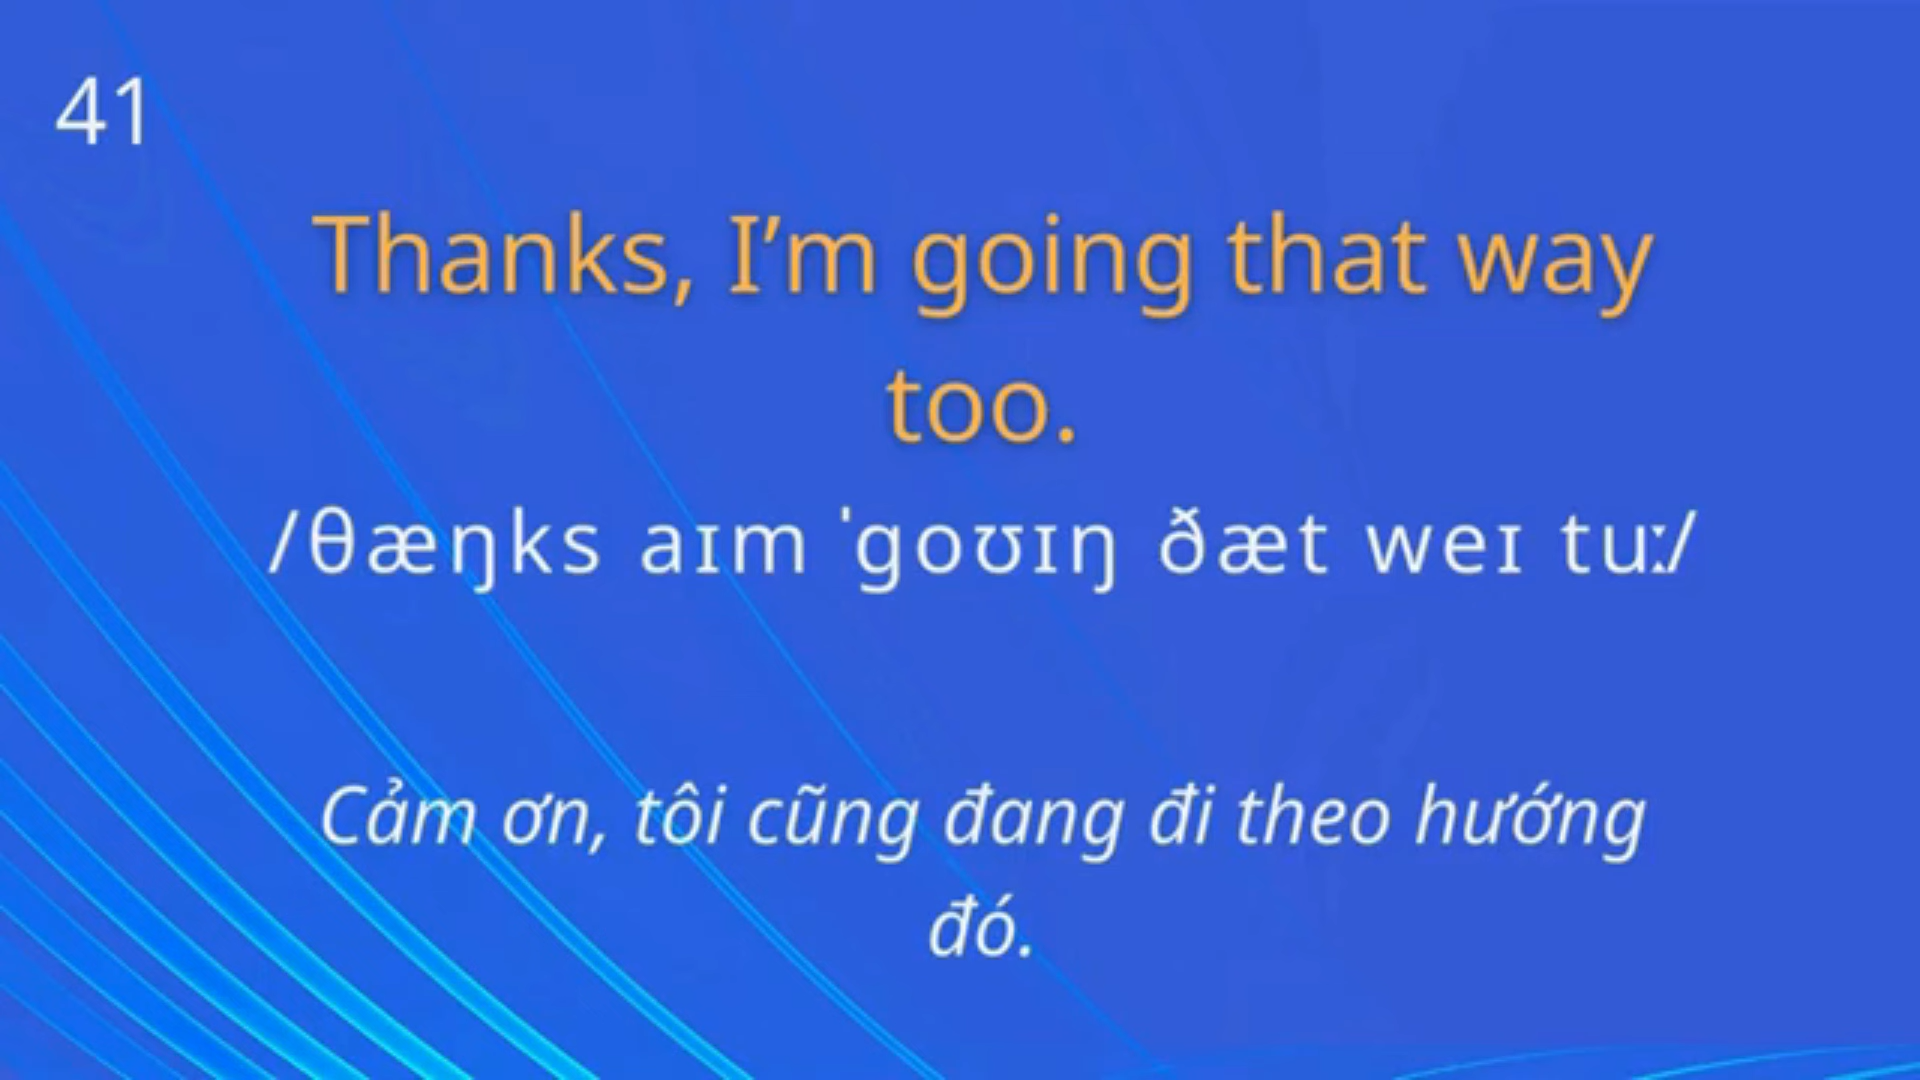 41
Thanks, I’m going that way
too.
/θæŋks aɪm ˈgoʊɪŋ ðæt weɪ tuː/
Cảm ơn, tôi cũng đang đi theo hướng
đó.